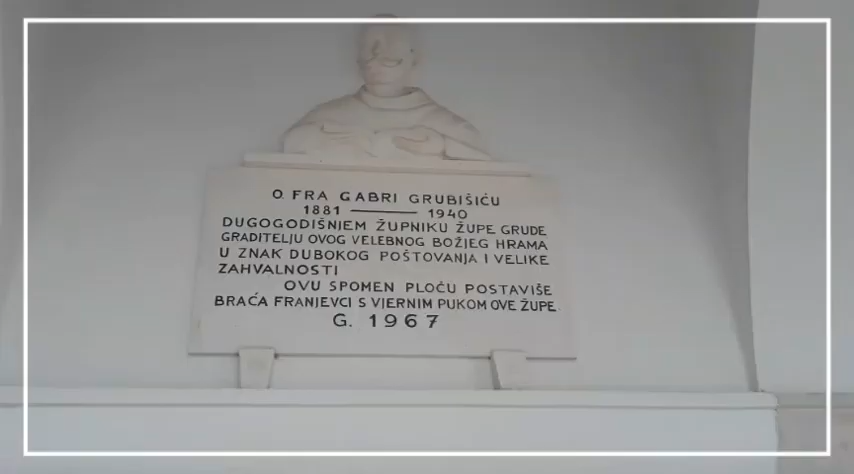 O. FRA GABRI GRUBIŠIĆU
1881 — 1940
DUGOGODIŠNJEM ŽUPNIKU ŽUPE GRUDE
GRADITELJU OVOG VELEBNOG BOŽJEG HRAMA
U ZNAK DUBOKOG POŠTOVANJA I VELIKE
ZAHVALNOSTI
OVU SPOMEN PLOČU POSTAVIŠE
BRAĆA FRANJEVCI S VJERNIM PUKOM OVE ŽUPE
G. 1967